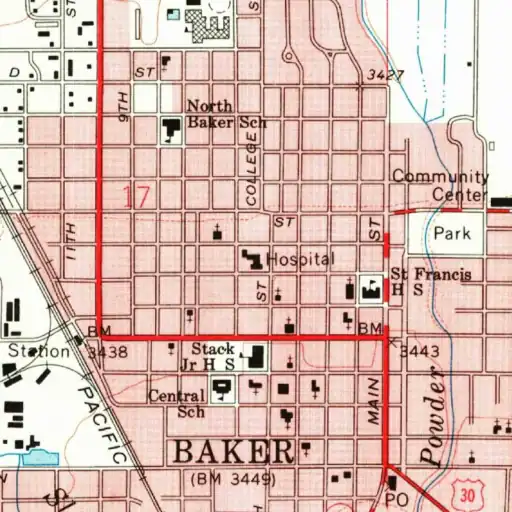 ST
S
D
ST
3427
9TH
North
Baker Sch
COLLEGE
Community
Center
17
ST
ST
Park
11TH
Hospital
ST
St Francis
H S
BM
BM
Station
3438
Stack
Jr H S
3443
Central
Sch
MAIN
Powder
PACIFIC
BAKER
(BM 3449)
30
PO